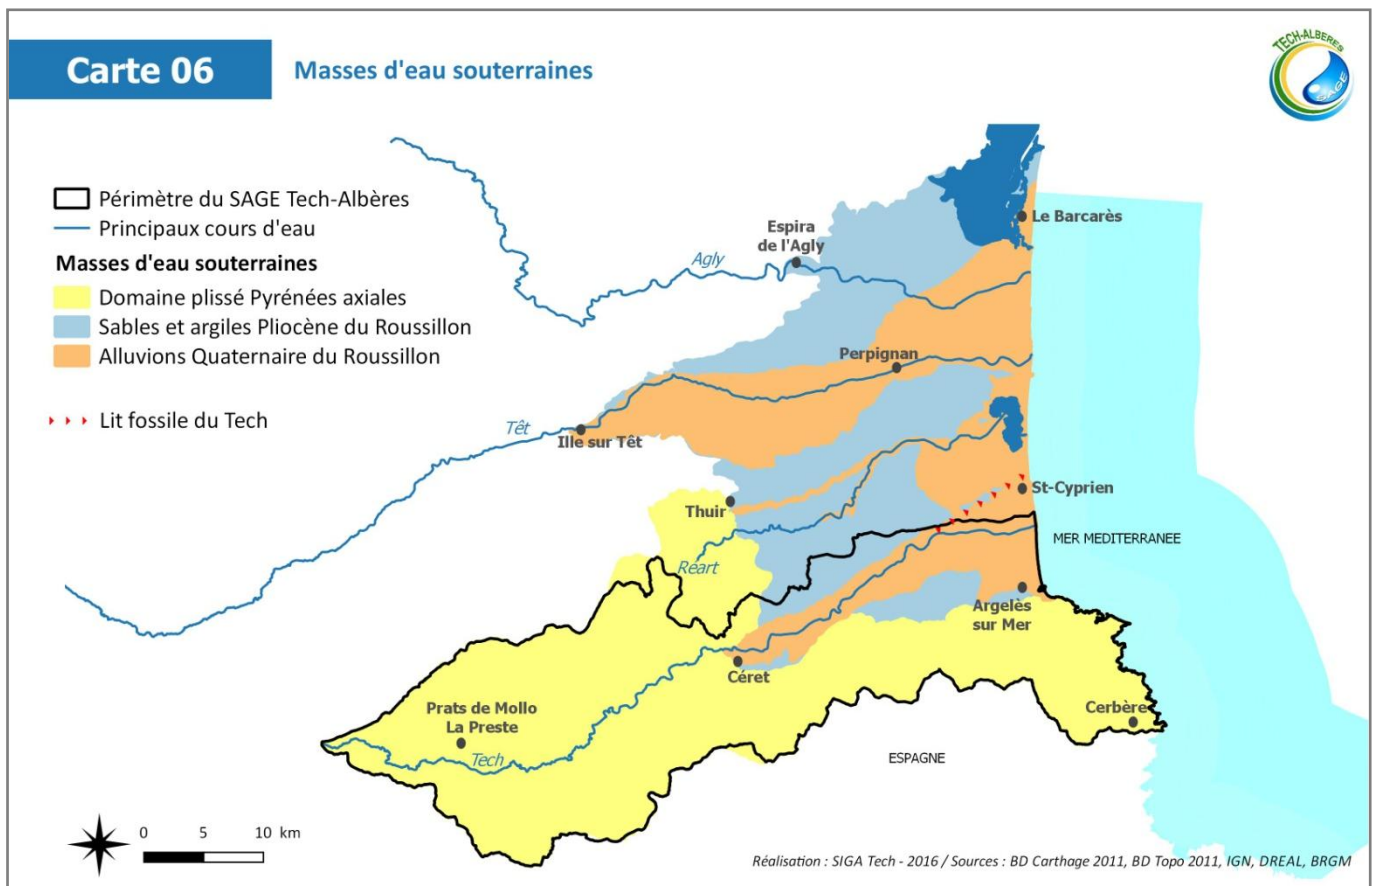 Carte 06
Masses d'eau souterraines
TECH-ALBERES
SAGE
Périmètre du SAGE Tech-Albères
Principaux cours d'eau
Masses d'eau souterraines
Domaine plissé Pyrénées axiales
Sables et argiles Pliocène du Roussillon
Alluvions Quaternaire du Roussillon
Lit fossile du Tech
Le Barcarès
Espira
de l'Agly
Agly
Perpignan
Têt
Ille sur Têt
St-Cyprien
Thuir
MER MEDITERRANEE
Réart
Argelès
sur Mer
Céret
Prats de Mollo
La Preste
Cerbère
Tech
ESPAGNE
0 5 10 km
Réalisation : SIGA Tech - 2016 / Sources : BD Carthage 2011, BD Topo 2011, IGN, DREAL, BRGM